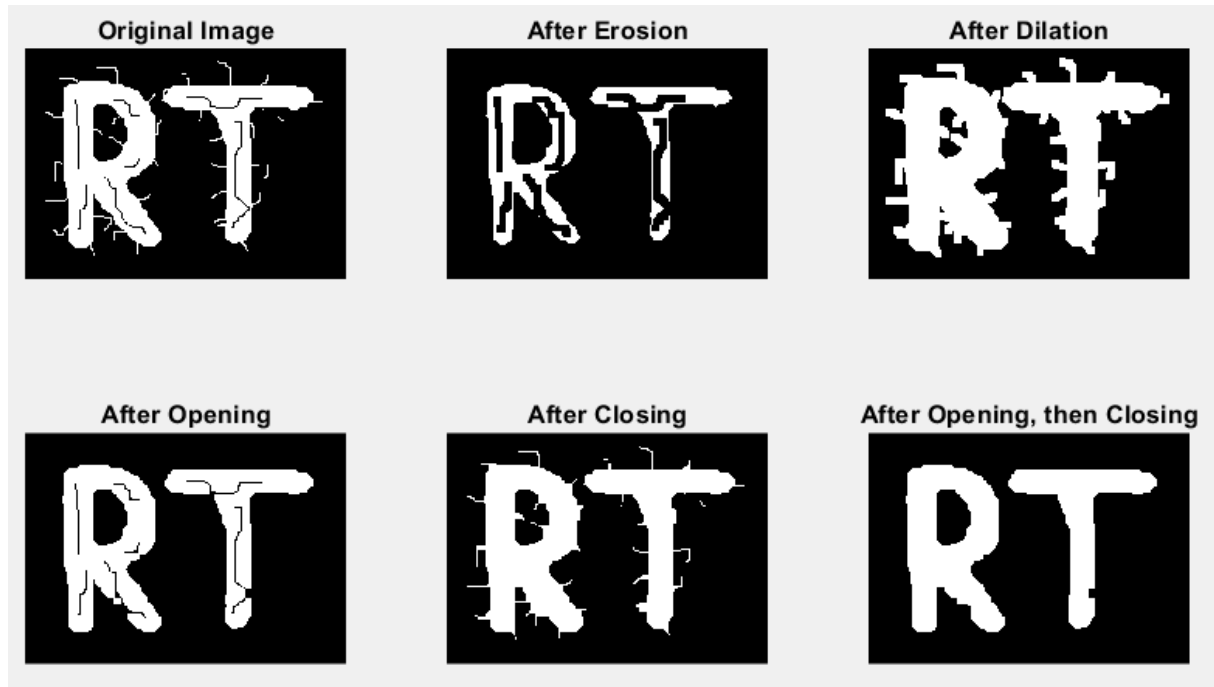 Original Image
After Erosion
After Dilation
RT
RT
RT
After Opening
After Closing
After Opening, then Closing
RT
RT
RT